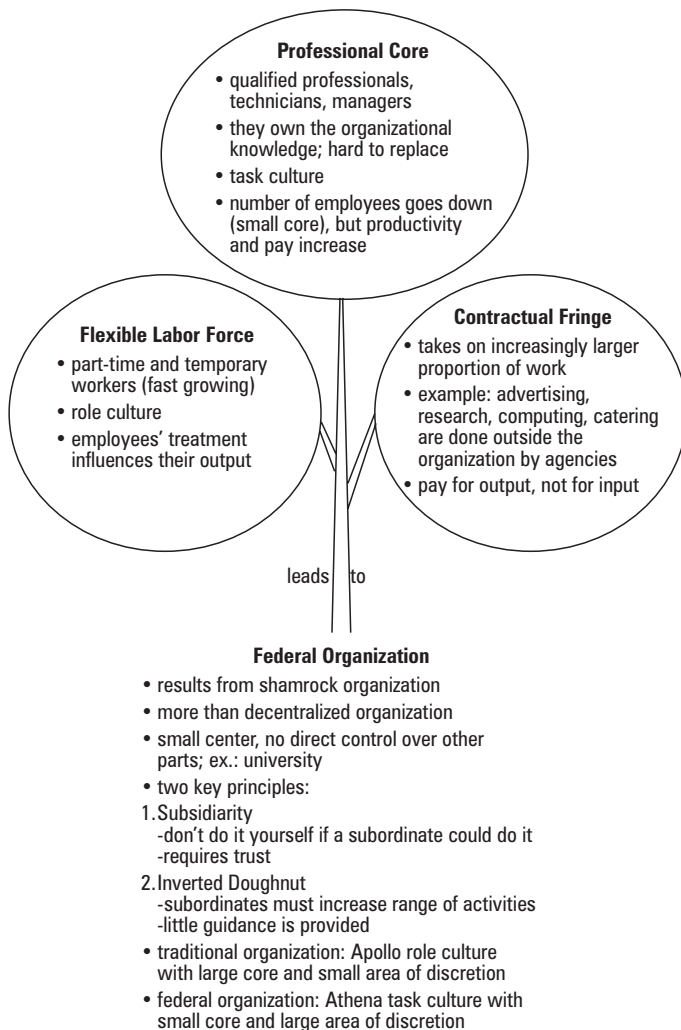 Professional Core
• qualified professionals,
technicians, managers
• they own the organizational
knowledge; hard to replace
• task culture
• number of employees goes down
(small core), but productivity
and pay increase
Flexible Labor Force
• part-time and temporary
workers (fast growing)
• role culture
• employees’ treatment
influences their output
Contractual Fringe
• takes on increasingly larger
proportion of work
• example: advertising,
research, computing, catering
are done outside the
organization by agencies
• pay for output, not for input
leads to
Federal Organization
• results from shamrock organization
• more than decentralized organization
• small center, no direct control over other
parts; ex.: university
• two key principles:
1.Subsidiarity
-don’t do it yourself if a subordinate could do it
-requires trust
2.Inverted Doughnut
-subordinates must increase range of activities
-little guidance is provided
• traditional organization: Apollo role culture
with large core and small area of discretion
• federal organization: Athena task culture with
small core and large area of discretion